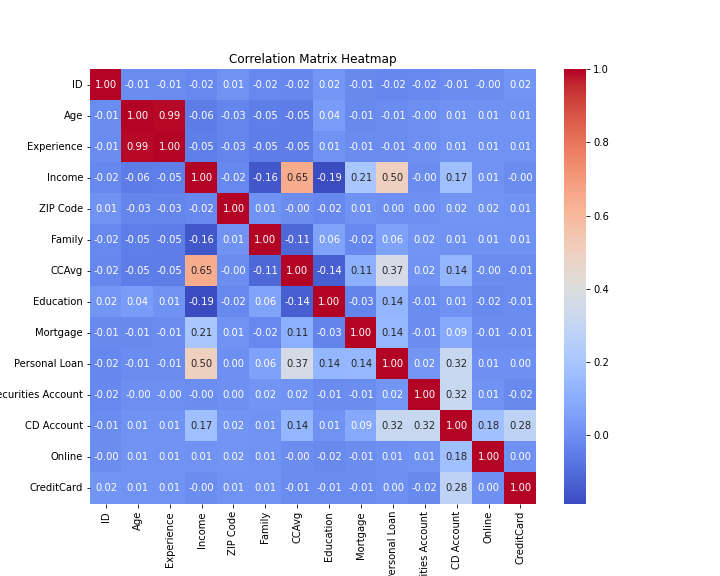 Correlation Matrix Heatmap
ID 1.00 -0.01 -0.01 -0.02 0.01 -0.02 -0.02 0.02 -0.01 -0.02 -0.02 -0.01 -0.00 0.02
Age -0.01 1.00 0.99 -0.06 -0.03 -0.05 -0.05 0.04 -0.01 -0.01 -0.00 0.01 0.01 0.01
Experience -0.01 0.99 1.00 -0.05 -0.03 -0.05 -0.05 0.01 -0.01 -0.01 -0.00 0.01 0.01 0.01
Income -0.02 -0.06 -0.05 1.00 -0.02 -0.16 0.65 -0.19 0.21 0.50 -0.00 0.17 0.01 -0.00
ZIP Code 0.01 -0.03 -0.03 -0.02 1.00 0.01 -0.00 -0.02 0.01 0.00 0.00 0.02 0.02 0.01
Family -0.02 -0.05 -0.05 -0.16 0.01 1.00 -0.11 0.06 -0.02 0.06 0.02 0.01 0.01 0.01
CCAvg -0.02 -0.05 -0.05 0.65 -0.00 -0.11 1.00 -0.14 0.11 0.37 0.02 0.14 -0.00 -0.01
Education 0.02 0.04 0.01 -0.19 -0.02 0.06 -0.14 1.00 -0.03 0.14 -0.01 0.01 -0.02 -0.01
Mortgage -0.01 -0.01 -0.01 0.21 0.01 -0.02 0.11 -0.03 1.00 0.14 -0.01 0.09 -0.01 -0.01
Personal Loan -0.02 -0.01 -0.01 0.50 0.00 0.06 0.37 0.14 0.14 1.00 0.02 0.32 0.01 0.00
ecurities Account -0.02 -0.00 -0.00 -0.00 0.00 0.02 0.02 -0.01 -0.01 0.02 1.00 0.32 0.01 -0.02
CD Account -0.01 0.01 0.01 0.17 0.02 0.01 0.14 0.01 0.09 0.32 0.32 1.00 0.18 0.28
Online -0.00 0.01 0.01 0.01 0.02 0.01 -0.00 -0.02 -0.01 0.01 0.01 0.18 1.00 0.00
CreditCard 0.02 0.01 0.01 -0.00 0.01 0.01 -0.01 -0.01 -0.01 0.00 -0.02 0.28 0.00 1.00
ID
Age
Experience
Income
ZIP Code
Family
CCAvg
Education
Mortgage
ersonal Loan
ities Account
CD Account
Online
CreditCard
1.0
0.8
0.6
0.4
0.2
0.0